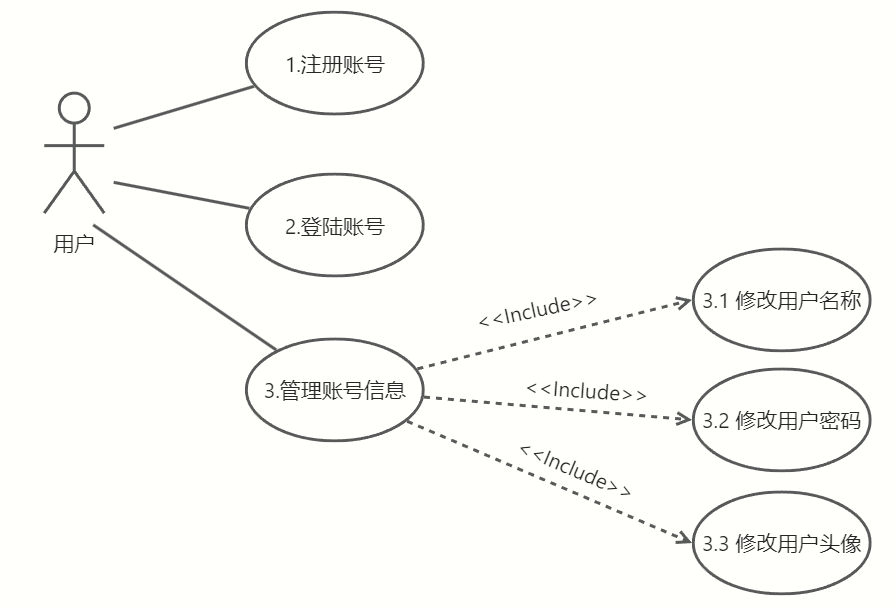 1.注册账号
用户
2.登陆账号
3.管理账号信息
<<Include>>
3.1 修改用户名称
<<Include>>
3.2 修改用户密码
<<Include>>
3.3 修改用户头像